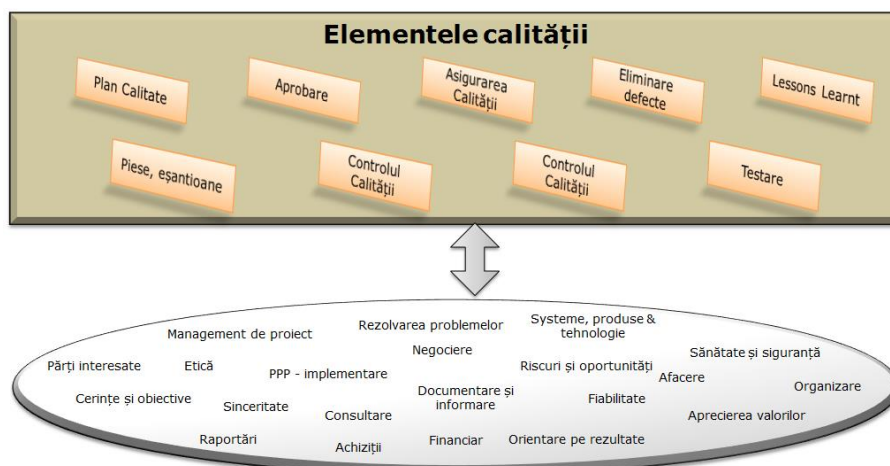 Elementele calității
Plan Calitate
Aprobare
Asigurarea
Calității
Eliminare
defecte
Lessons Learnt
Piese, eșantioane
Controlul
Calității
Controlul
Calității
Testare
Management de proiect
Rezolvarea problemelor
Systeme, produse &
tehnologie
Negociere
Sănătate și siguranță
Părți interesate
Etică
PPP - implementare
Riscuri și oportunități
Afacere
Organizare
Cerințe și obiective
Sinceritate
Consultare
Documentare și
informare
Fiabilitate
Aprecierea valorilor
Raportări
Achiziții
Financiar
Orientare pe rezultate